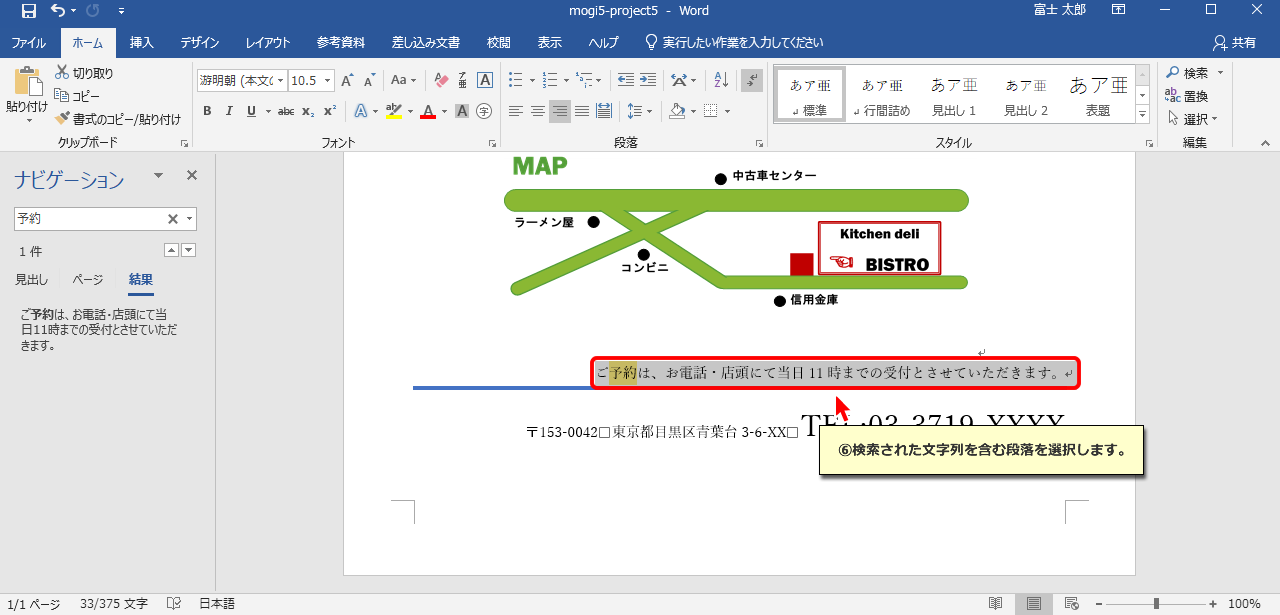 mogi5-project5 - Word
富士 太郎
ファイル
ホーム
挿入
デザイン
レイアウト
参考資料
差し込み文書
校閲
表示
ヘルプ
実行したい作業を入力してください
共有
貼り付け
切り取り
コピー
書式のコピー/貼り付け
クリップボード
游明朝 (本文の
10.5
フォント
段落
あア亜
標準
あア亜
行間詰め
あア亜
見出し 1
あア亜
見出し 2
あア亜
表題
スタイル
検索
置換
選択
編集
ナビゲーション
予約
1 件
見出し
ページ
結果
ご予約は、お電話・店頭にて当
日11時までの受付とさせていただ
きます。
MAP
中古車センター
ラーメン屋
コンビニ
Kitchen deli
BISTRO
信用金庫
ご予約は、お電話・店頭にて当日 11 時までの受付とさせていただきます。
〒153-0042□東京都目黒区青葉台 3-6-XX□
TEL:03-3719-XXXX
⑥検索された文字列を含む段落を選択します。
1/1 ページ
33/375 文字
日本語
100%